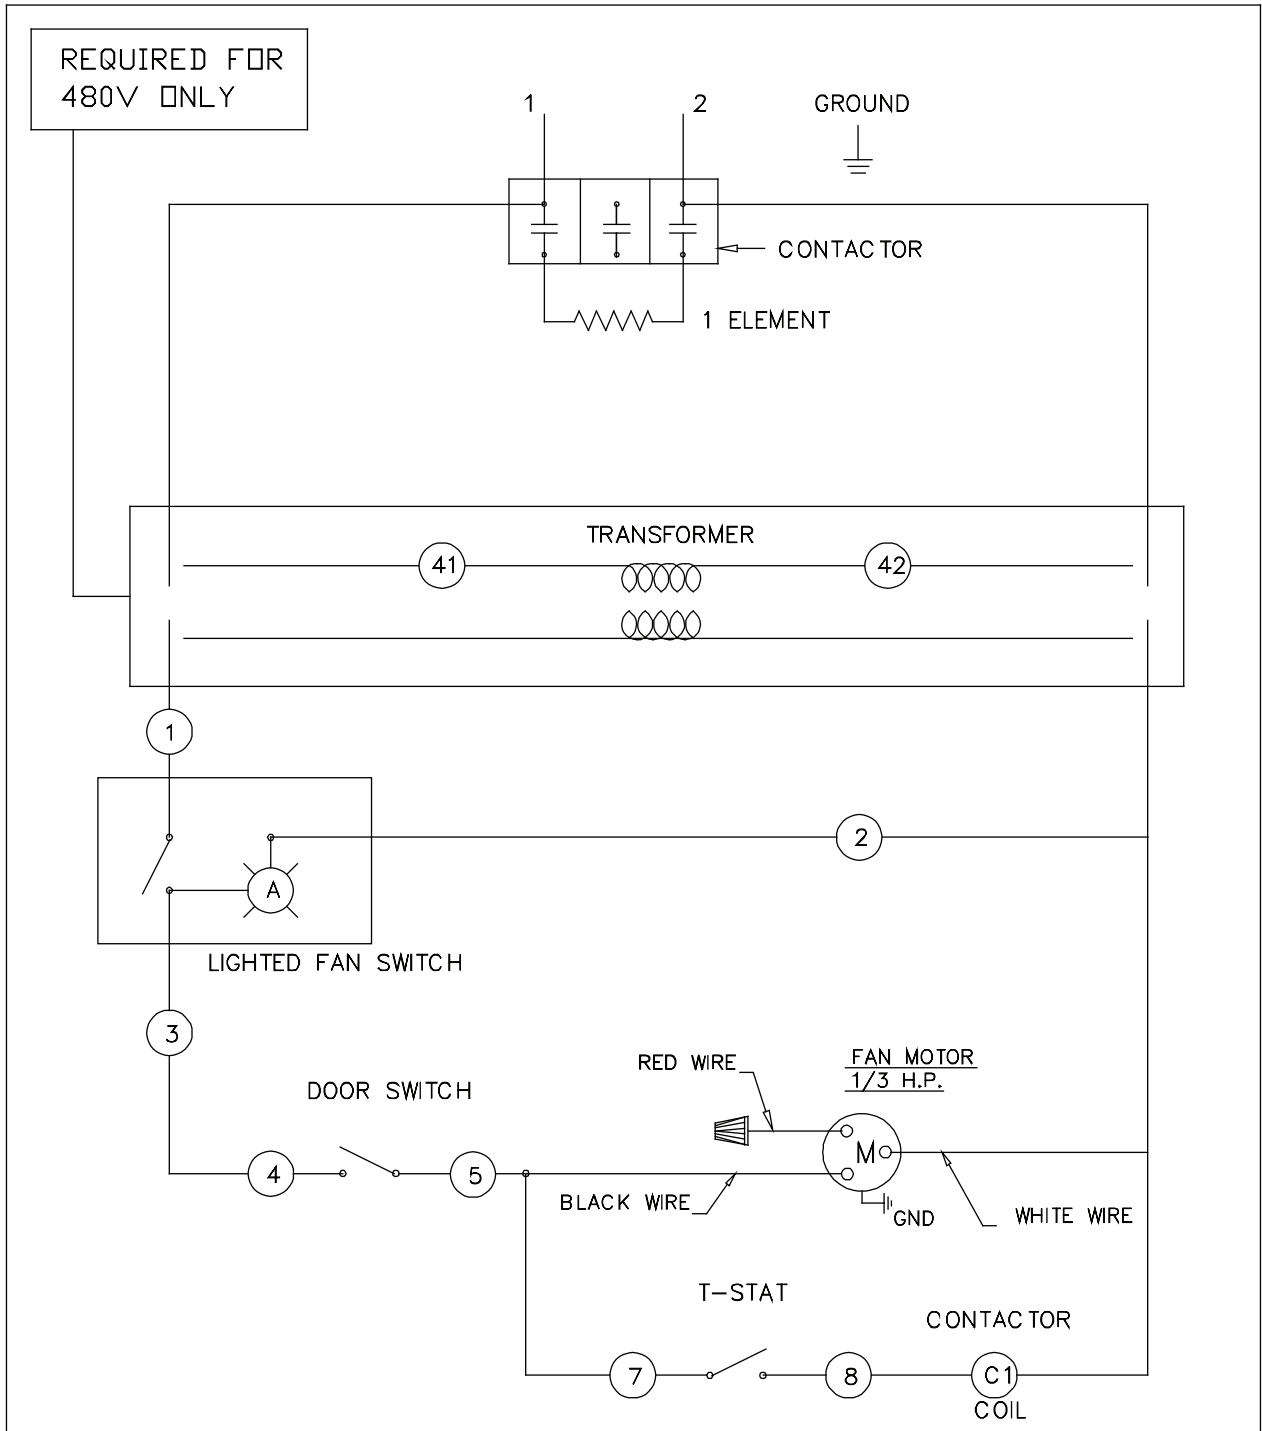 REQUIRED FOR
480V ONLY
1
2
GROUND
CONTACTOR
1 ELEMENT
TRANSFORMER
41
42
1
2
A
LIGHTED FAN SWITCH
3
RED WIRE
FAN MOTOR
1/3 H.P.
DOOR SWITCH
M
4
5
BLACK WIRE
GND
WHITE WIRE
T-STAT
CONTACTOR
7
8
C1
COIL